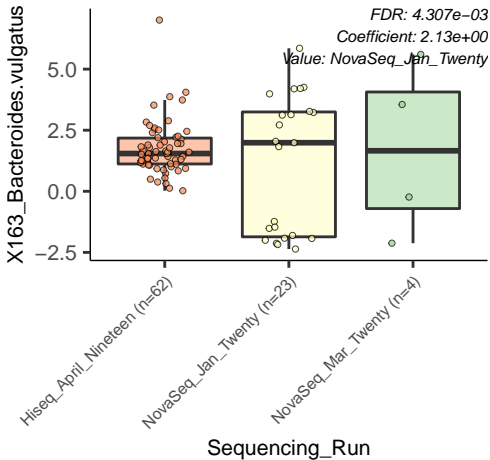 FDR: 4.307e−03
Coefficient: 2.13e+00
Value: NovaSeq_Jan_Twenty
X163_Bacteroides.vulgatus
5.0
2.5
0.0
−2.5
Hiseq_April_Nineteen (n=62)
NovaSeq_Jan_Twenty (n=23)
NovaSeq_Mar_Twenty (n=4)
Sequencing_Run